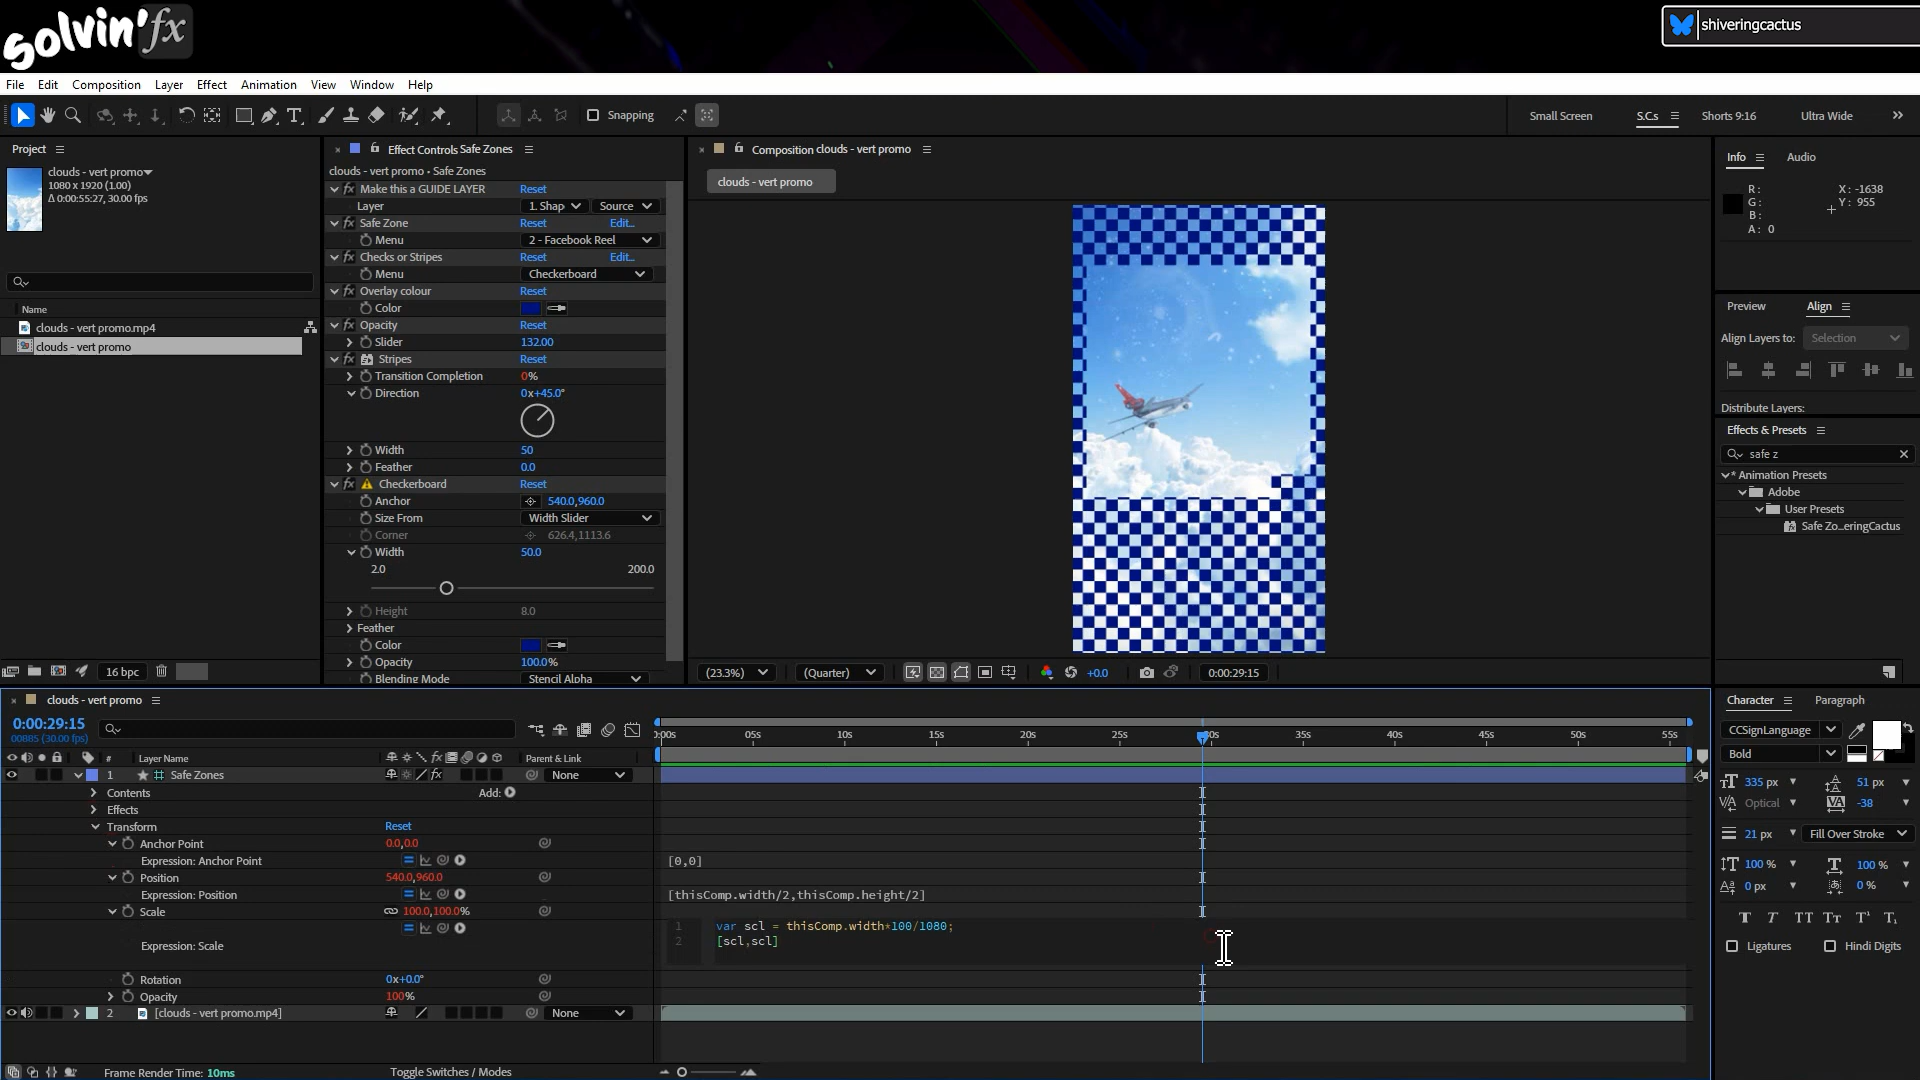 solvin'fx
shiveringcactus
File Edit Composition Layer Effect Animation View Window Help
Snapping
Small Screen S.C.s Shorts 9:16 Ultra Wide
Project
clouds - vert promo
1080 x 1920 (1.00)
Δ 0:00:55:27, 30.00 fps
Name
clouds - vert promo.mp4
clouds - vert promo
16 bpc
Effect Controls Safe Zones
clouds - vert promo • Safe Zones
Make this a GUIDE LAYER Reset
Layer 1. Shap Source
Safe Zone Reset Edit...
Menu 2 - Facebook Reel
Checks or Stripes Reset Edit...
Menu Checkerboard
Overlay colour Reset
Color
Opacity Reset
Slider 132.00
Stripes Reset
Transition Completion 0%
Direction 0x+45.0°
Width 50
Feather 0.0
Checkerboard Reset
Anchor 540.0,960.0
Size From Width Slider
Corner 626.4,1113.6
Width 50.0
2.0 200.0
Height 8.0
Feather
Color
Opacity 100.0%
Blending Mode Stencil Alpha
Composition clouds - vert promo
clouds - vert promo
(23.3%) (Quarter) +0.0 0:00:29:15
Info Audio
R: X: -1638
G: Y: 955
B:
A: 0
Preview Align
Align Layers to: Selection
Distribute Layers:
Effects & Presets
safe z
* Animation Presets
Adobe
User Presets
Safe Zo...eringCactus
clouds - vert promo
0:00:29:15
00885 (30.00 fps)
:00s 05s 10s 15s 20s 25s 30s 35s 40s 45s 50s 55s
# Layer Name Parent & Link
1 Safe Zones None
Contents Add:
Effects
Transform Reset
Anchor Point 0.0,0.0
Expression: Anchor Point [0,0]
Position 540.0,960.0
Expression: Position [thisComp.width/2,thisComp.height/2]
Scale 100.0,100.0%
1 var scl = thisComp.width*100/1080;
2 [scl,scl]
Expression: Scale
Rotation 0x+0.0°
Opacity 100%
2 [clouds - vert promo.mp4] None
Frame Render Time: 10ms Toggle Switches / Modes
Character Paragraph
CCSignLanguage
Bold
335 px 51 px
Optical -38
21 px Fill Over Stroke
100 % 100 %
0 px 0 %
T T TT Tt T¹ T₁
Ligatures Hindi Digits